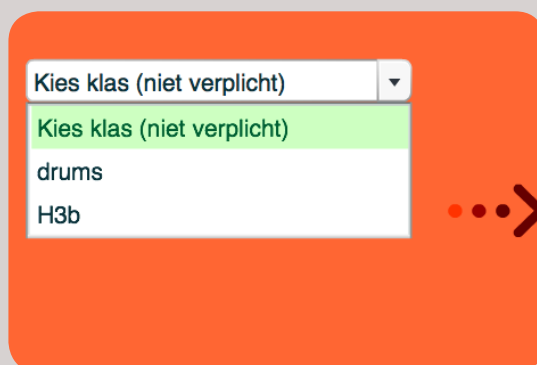 Kies klas (niet verplicht)
Kies klas (niet verplicht)
drums
H3b